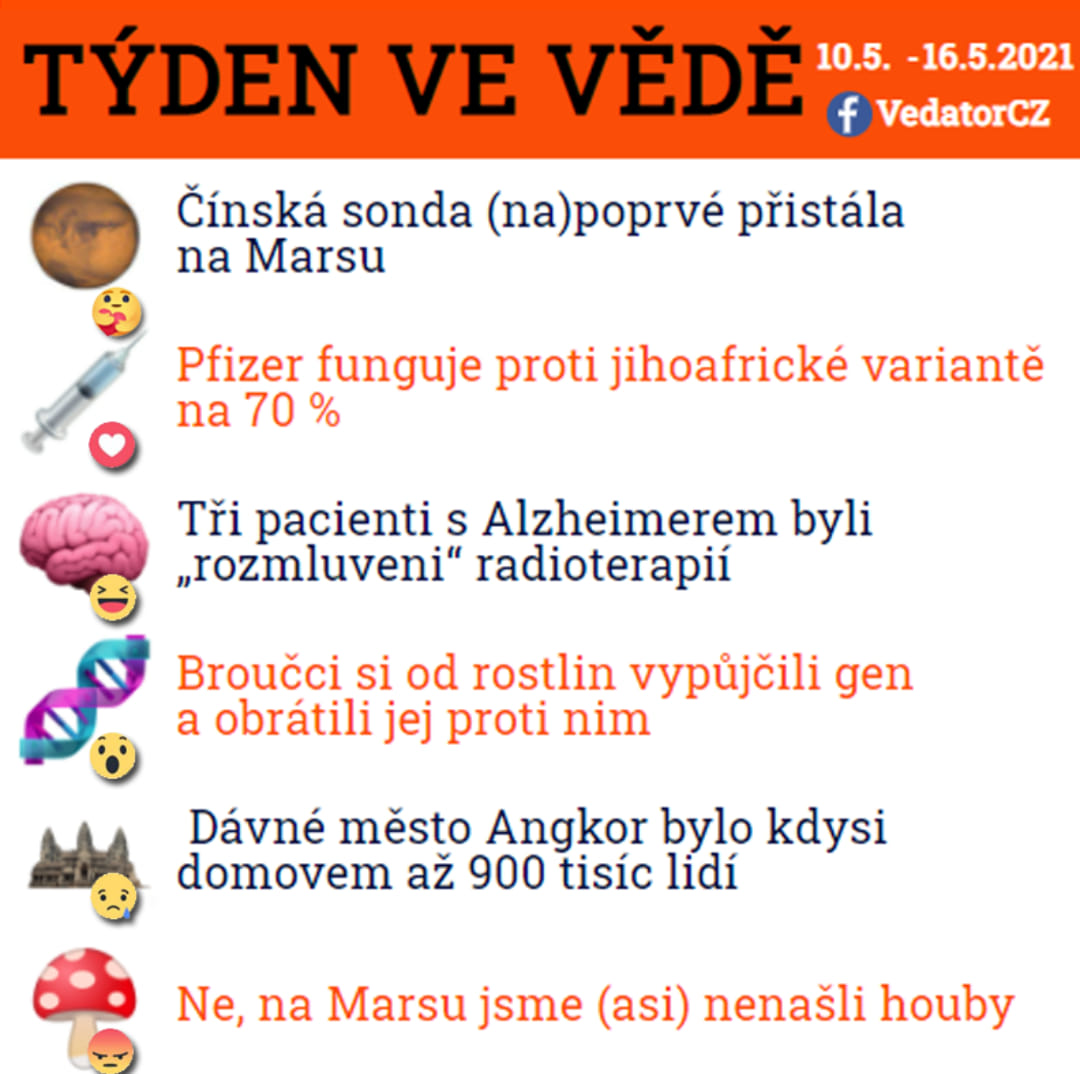 TÝDEN VE VĚDĚ
10.5. -16.5.2021
VedatorCZ
Čínská sonda (na)poprvé přistála
na Marsu
Pfizer funguje proti jihoafrické variantě
na 70 %
Tři pacienti s Alzheimerem byli
„rozmluveni“ radioterapií
Broučci si od rostlin vypůjčili gen
a obrátili jej proti nim
Dávné město Angkor bylo kdysi
domovem až 900 tisíc lidí
Ne, na Marsu jsme (asi) nenašli houby